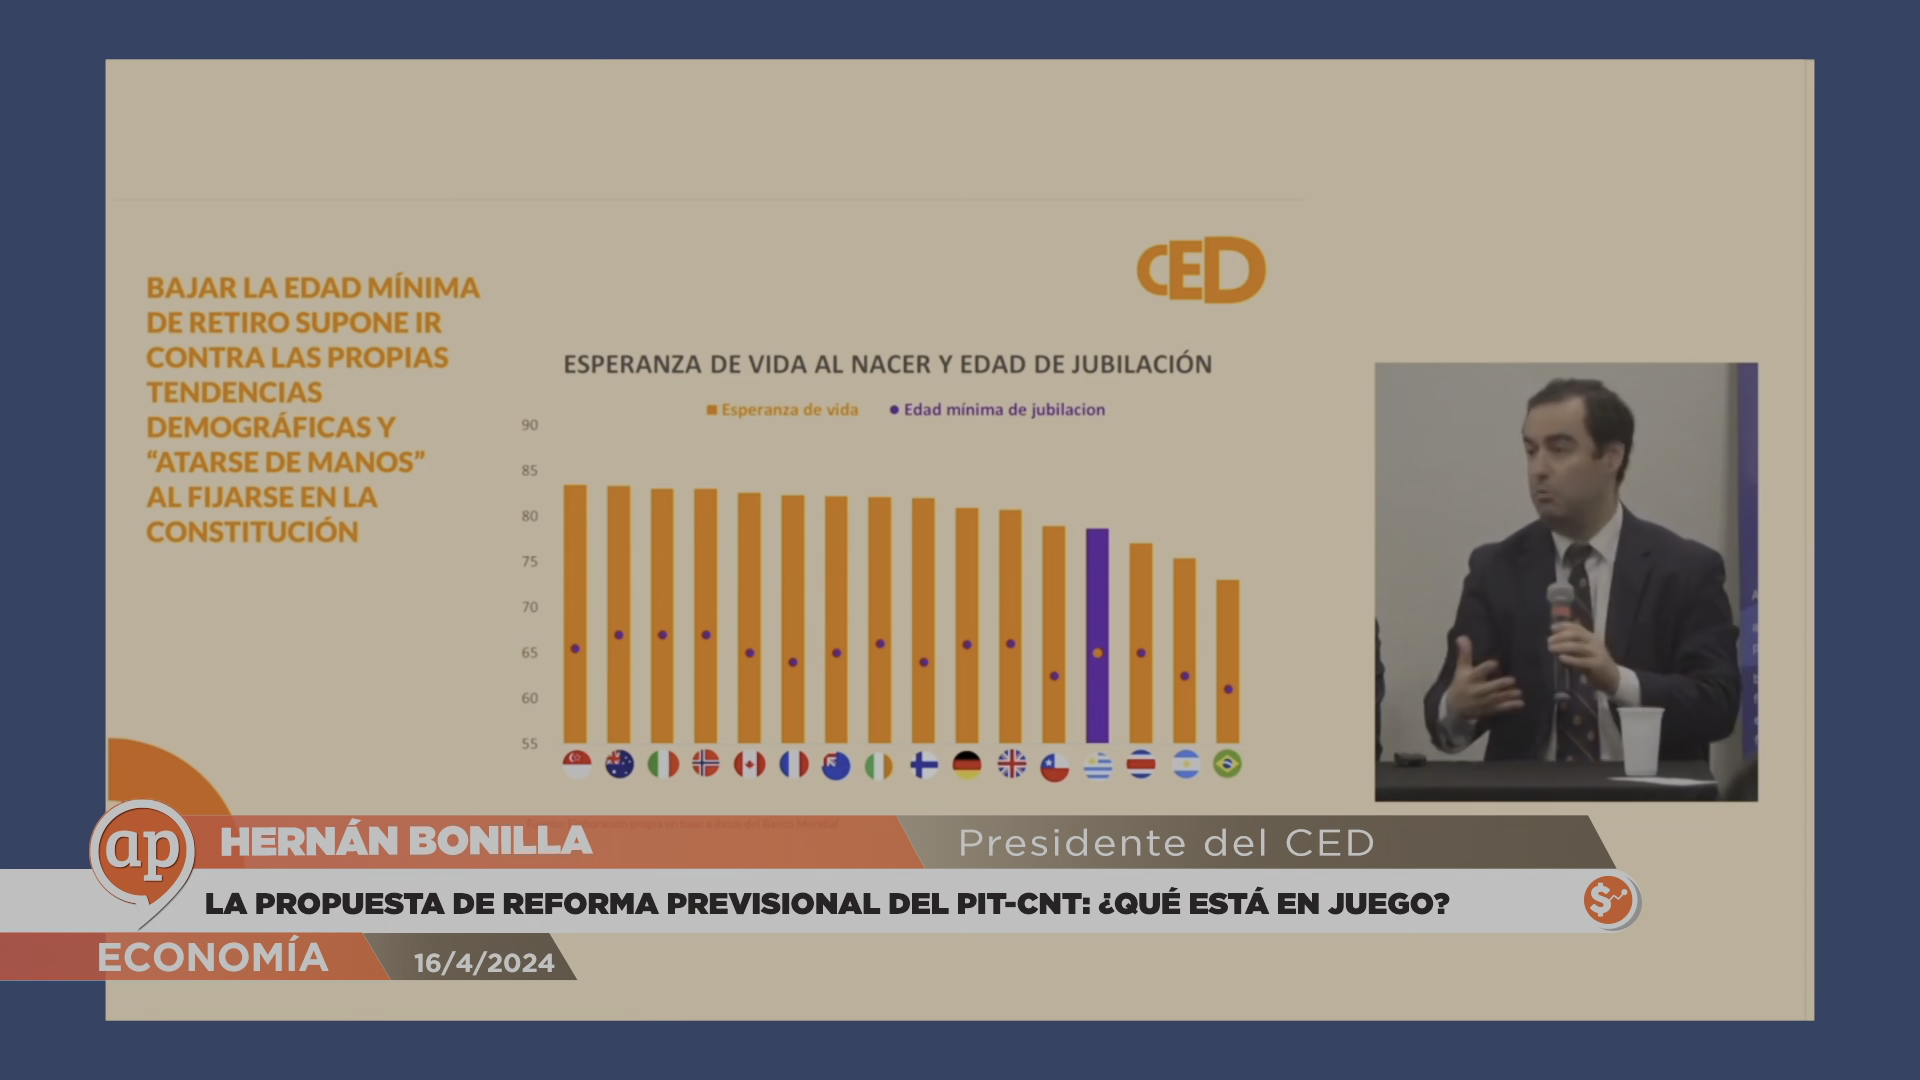 CED
BAJAR LA EDAD MÍNIMA
DE RETIRO SUPONE IR
CONTRA LAS PROPIAS
TENDENCIAS
DEMOGRÁFICAS Y
“ATARSE DE MANOS”
AL FIJARSE EN LA
CONSTITUCIÓN
ESPERANZA DE VIDA AL NACER Y EDAD DE JUBILACIÓN
Esperanza de vida Edad mínima de jubilacion
90
85
80
75
70
65
60
55
ap
HERNÁN BONILLA Presidente del CED
LA PROPUESTA DE REFORMA PREVISIONAL DEL PIT-CNT: ¿QUÉ ESTÁ EN JUEGO?
$
ECONOMÍA 16/4/2024